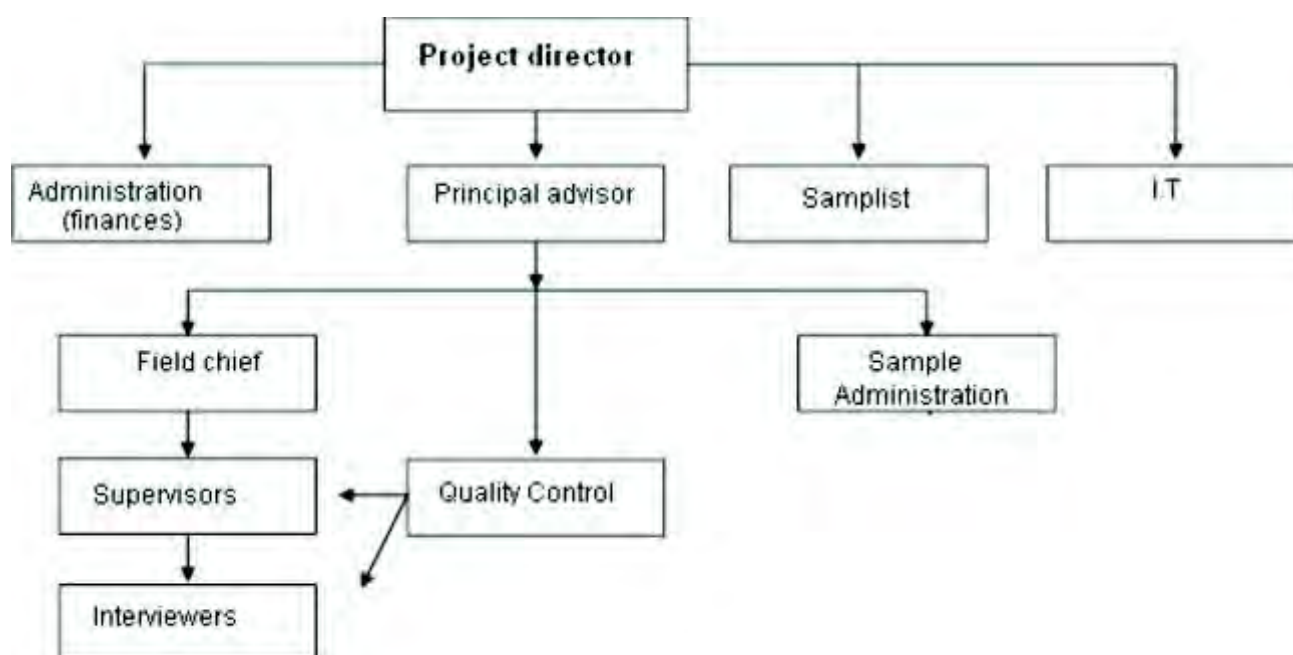 Project director
Administration
(finances)
Principal advisor
Samplist
I.T
Field chief
Sample
Administration
Supervisors
Quality Control
Interviewers